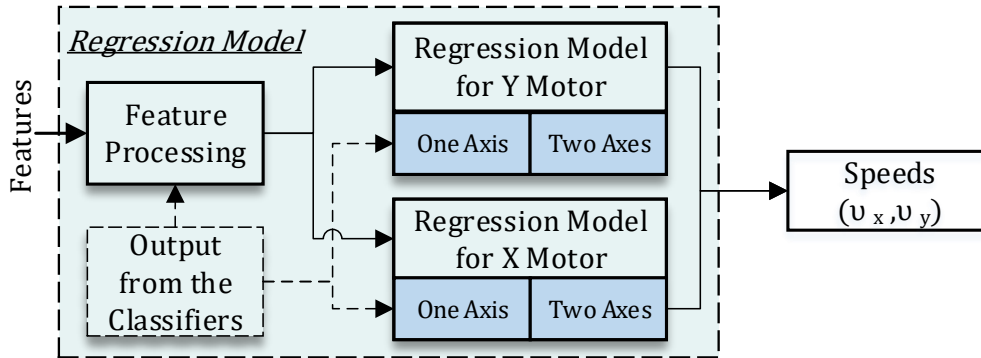 Regression Model
Features
Feature
Processing
Output
from the
Classifiers
Regression Model
for Y Motor
One Axis
Two Axes
Regression Model
for X Motor
One Axis
Two Axes
Speeds
(υ x ,υ y)